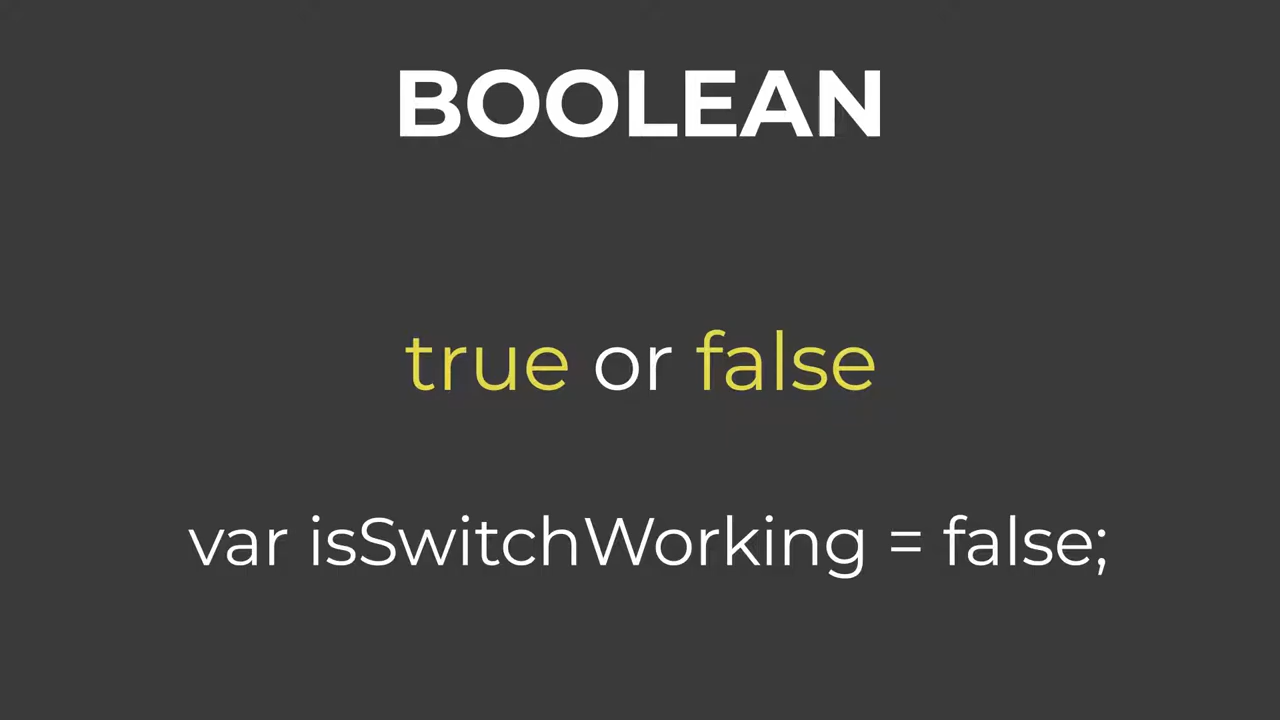 BOOLEAN
true or false
var isSwitchWorking = false;